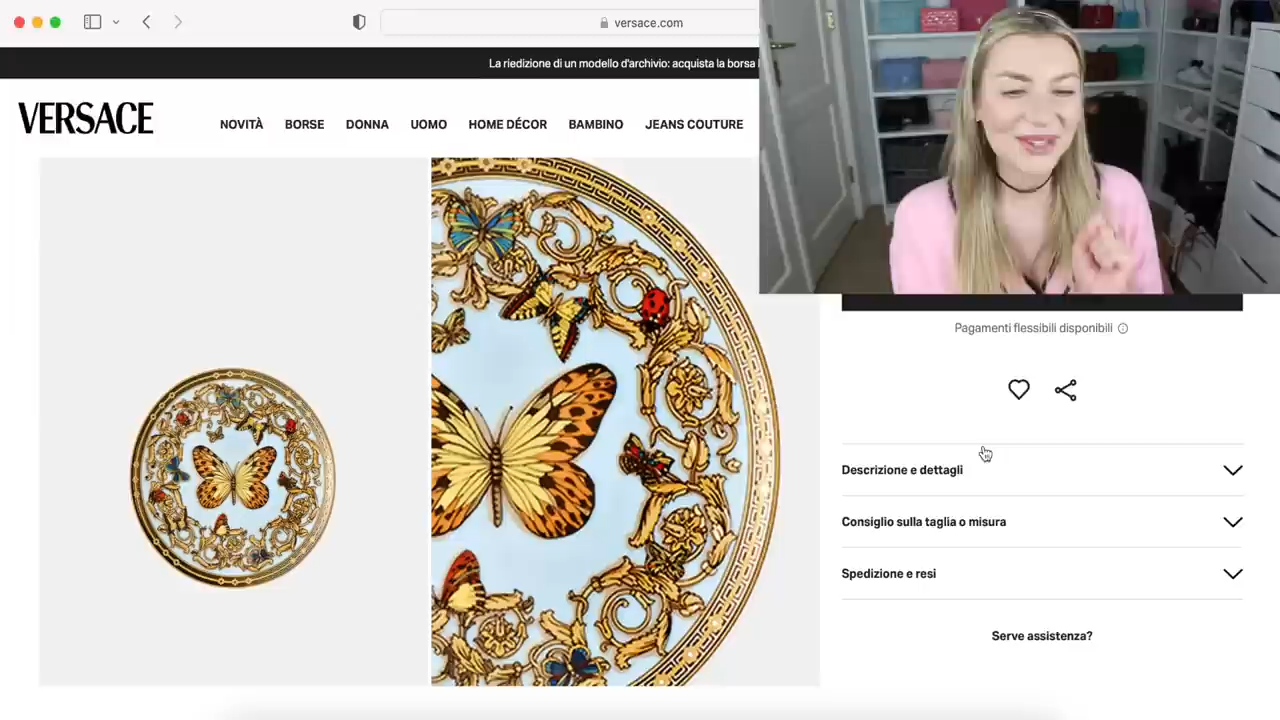 versace.com
La riedizione di un modello d'archivio: acquista la borsa
VERSACE
NOVITÀ BORSE DONNA UOMO HOME DÉCOR BAMBINO JEANS COUTURE
Pagamenti flessibili disponibili
Descrizione e dettagli
Consiglio sulla taglia o misura
Spedizione e resi
Serve assistenza?